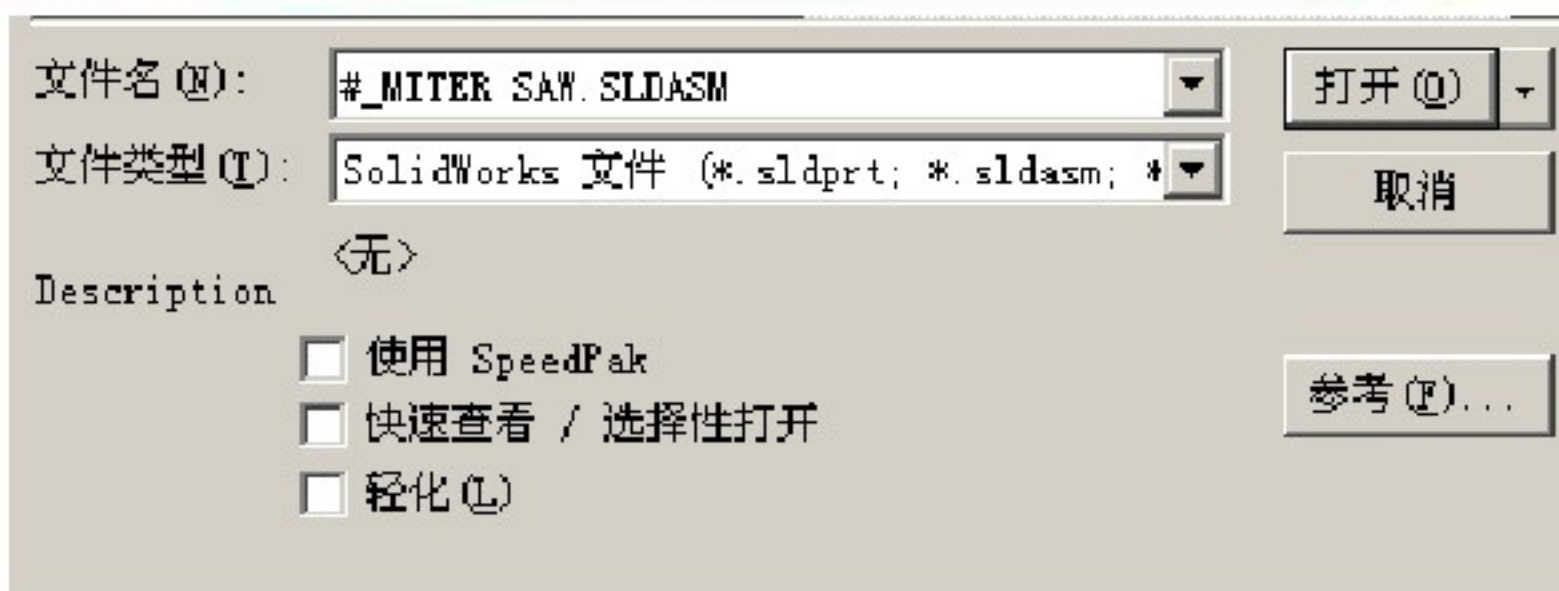 文件名(N): #_MITER SAW.SLDASM 打开(O)
文件类型(T): SolidWorks 文件 (*.sldprt; *.sldasm; *
取消
<无>
Description
使用 SpeedPak
快速查看 / 选择性打开
参考(F)...
轻化(L)